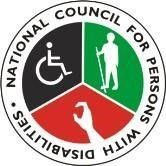 • NATIONAL COUNCIL FOR PERSONS WITH DISABILITIES